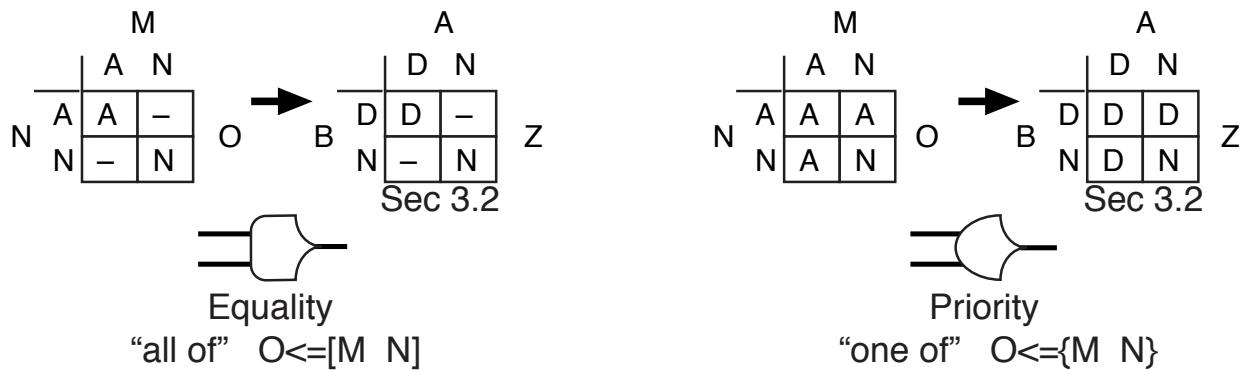 M A M A
A N D N A N D N
N A A – O B D D – Z N A A A O B D D D Z
N – N N – N N A N N D N
Sec 3.2 Sec 3.2
Equality Priority
“all of” O<=[M N] “one of” O<={M N}